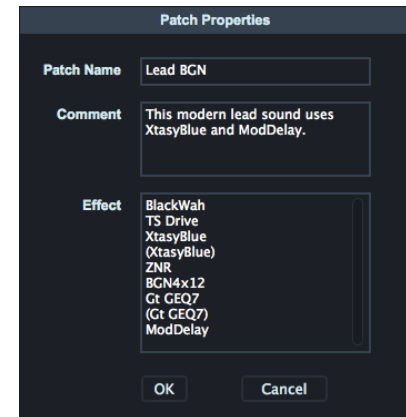 Patch Properties
Patch Name
Lead BGN
Comment
This modern lead sound uses
XtasyBlue and ModDelay.
Effect
BlackWah
TS Drive
XtasyBlue
(XtasyBlue)
ZNR
BGN4x12
Gt GEQ7
(Gt GEQ7)
ModDelay
OK
Cancel